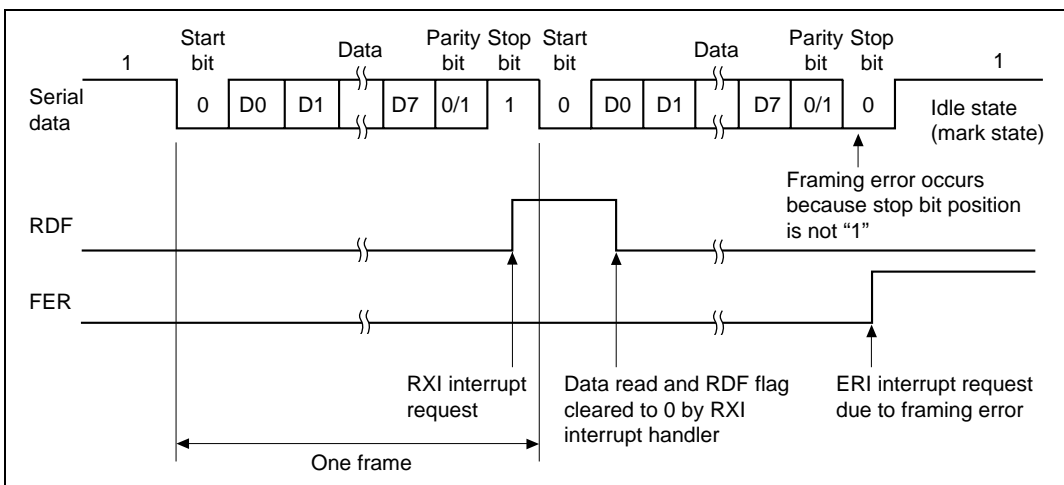 Start bit
Data
Parity bit
Stop bit
Start bit
Data
Parity bit
Stop bit
1
1
Serial data
0
D0
D1
D7
0/1
1
0
D0
D1
D7
0/1
0
Idle state
(mark state)
Framing error occurs
because stop bit position
is not “1”
RDF
FER
RXI interrupt
request
Data read and RDF flag
cleared to 0 by RXI
interrupt handler
ERI interrupt request
due to framing error
One frame